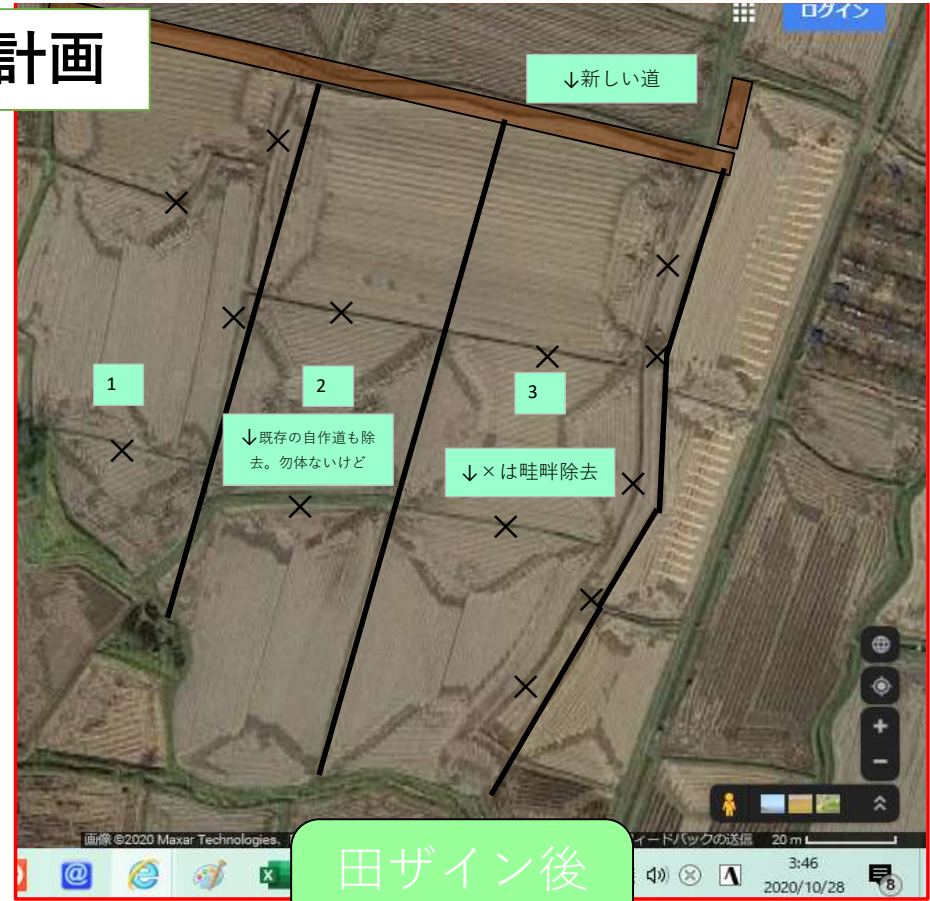 計画
ログイン
↓新しい道
1
2
3
↓既存の自作道も除
去。勿体ないけど
↓×は畦畔除去
画像 ©2020 Maxar Technologies、
ィードバックの送信
20 m
田ザイン後
3:46
2020/10/28
8